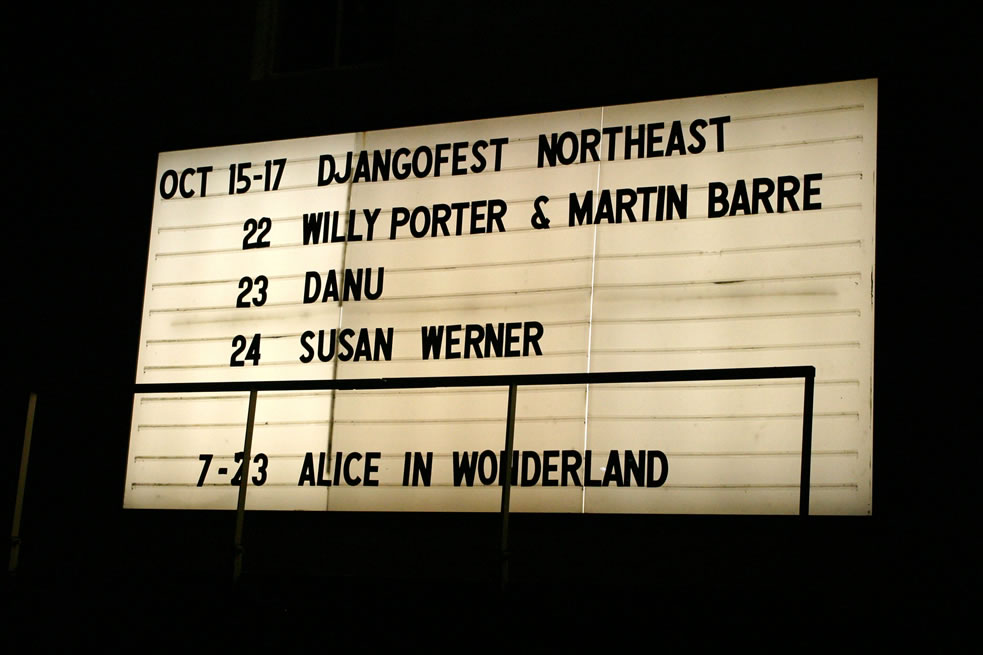 OCT 15-17 DJANGOFEST NORTHEAST
22 WILLY PORTER & MARTIN BARRE
23 DANU
24 SUSAN WERNER
7-23 ALICE IN WONDERLAND